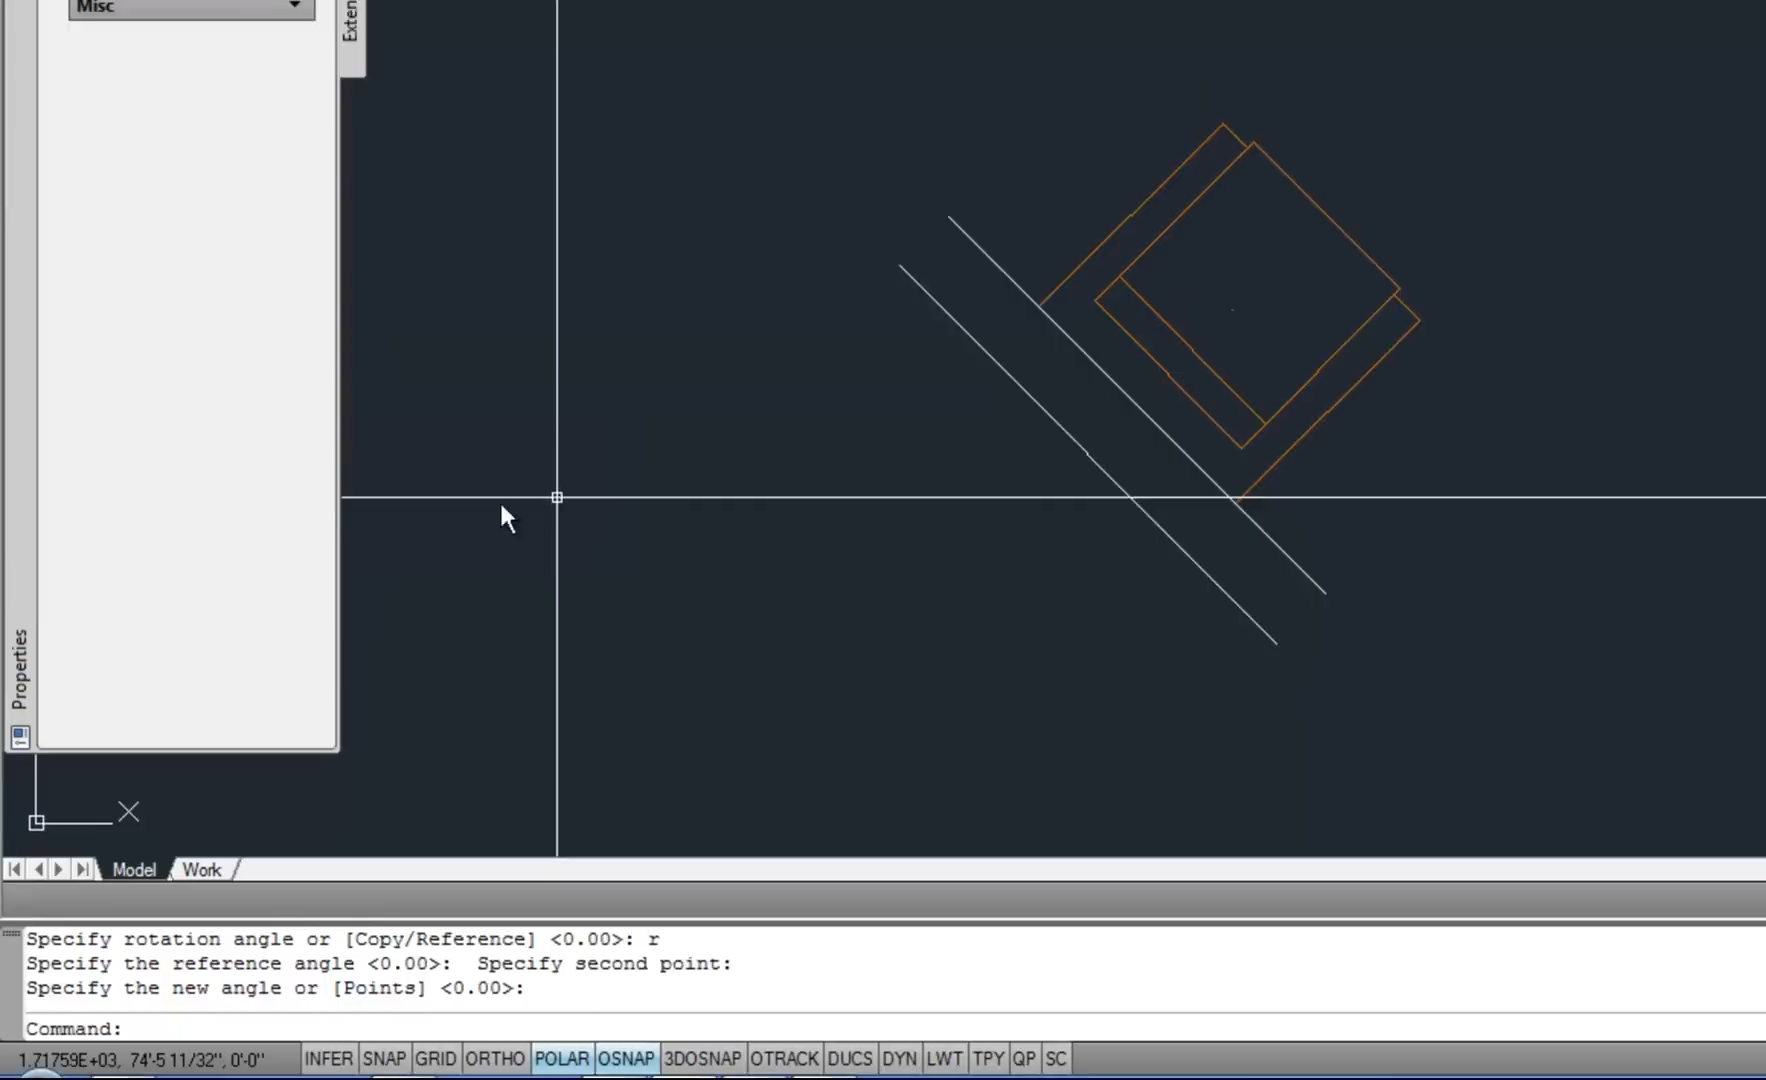 Misc
Exten
Properties
Model
Work
Specify rotation angle or [Copy/Reference] <0.00>: r
Specify the reference angle <0.00>:  Specify second point:
Specify the new angle or [Points] <0.00>:
Command:
1.71759E+03, 74'-5 11/32", 0'-0" INFER SNAP GRID ORTHO POLAR OSNAP 3DOSNAP OTRACK DUCS DYN LWT TPY QP SC